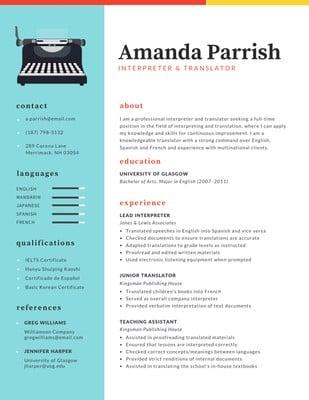 Amanda Parrish
INTERPRETER & TRANSLATOR
contact
a.parrish@email.com
(187) 798-5132
289 Corona Lane
Merrimack, NH 03054
languages
ENGLISH
MANDARIN
JAPANESE
SPANISH
FRENCH
qualifications
IELTS Certificate
Hanyu Shuiping Kaoshi
Certificado de Español
Basic Korean Certificate
references
GREG WILLIAMS
Williamson Company
gregwilliams@email.com
JENNIFER HARPER
University of Glasgow
jharper@uog.edu
about
I am a professional interpreter and translator seeking a full-time
position in the field of interpreting and translation, where I can apply
my knowledge and skills for continuous improvement. I am a
knowledgeable translator with a strong command over English,
Spanish and French and experience with multinational clients.
education
UNIVERSITY OF GLASGOW
Bachelor of Arts, Major in English (2007-2011)
experience
LEAD INTERPRETER
Jones & Lewis Associates
Translated speeches in English into Spanish and vice versa
Checked documents to ensure translations are accurate
Adapted translations to grade levels as instructed
Proofread and edited written materials
Used electronic listening equipment when prompted
JUNIOR TRANSLATOR
Kingsman Publishing House
Translated children's books into French
Served as overall company interpreter
Provided verbatim interpretation of text documents
TEACHING ASSISTANT
Kingsman Publishing House
Assisted in proofreading translated materials
Ensured that lessons are interpreted correctly
Checked correct concepts/meanings between languages
Provided strict renditions of internal documents
Assisted in translating the school's in-house textbooks